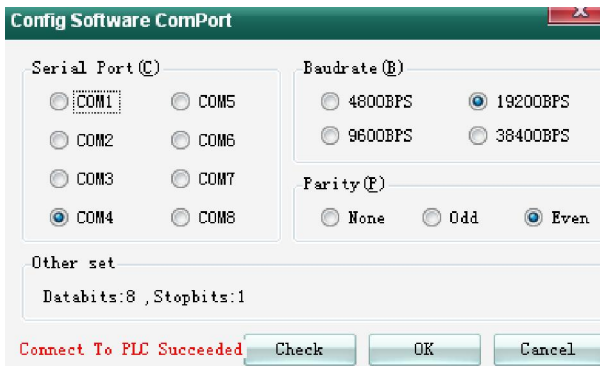 Config Software ComPort
X
Serial Port(C)
COM1 COM5
COM2 COM6
COM3 COM7
COM4 COM8
Baudrate(B)
4800BPS 19200BPS
9600BPS 38400BPS
Parity(P)
None Odd Even
Other set
Databits:8 ,Stopbits:1
Connect To PLC Succeeded Check OK Cancel